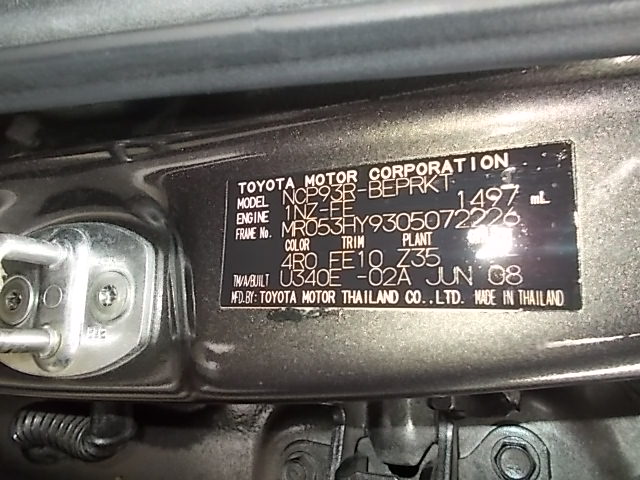 TOYOTA MOTOR CORPORATION
MODEL NCP93R-BEPRKT
ENGINE 1NZ-FE 1497 mL
FRAME No. MR053HY9305072226
COLOR TRIM PLANT
4R0 FE10 Z35
TM/A/BUILT U340E -02A JUN 08
MFD.BY: TOYOTA MOTOR THAILAND CO.,LTD. MADE IN THAILAND